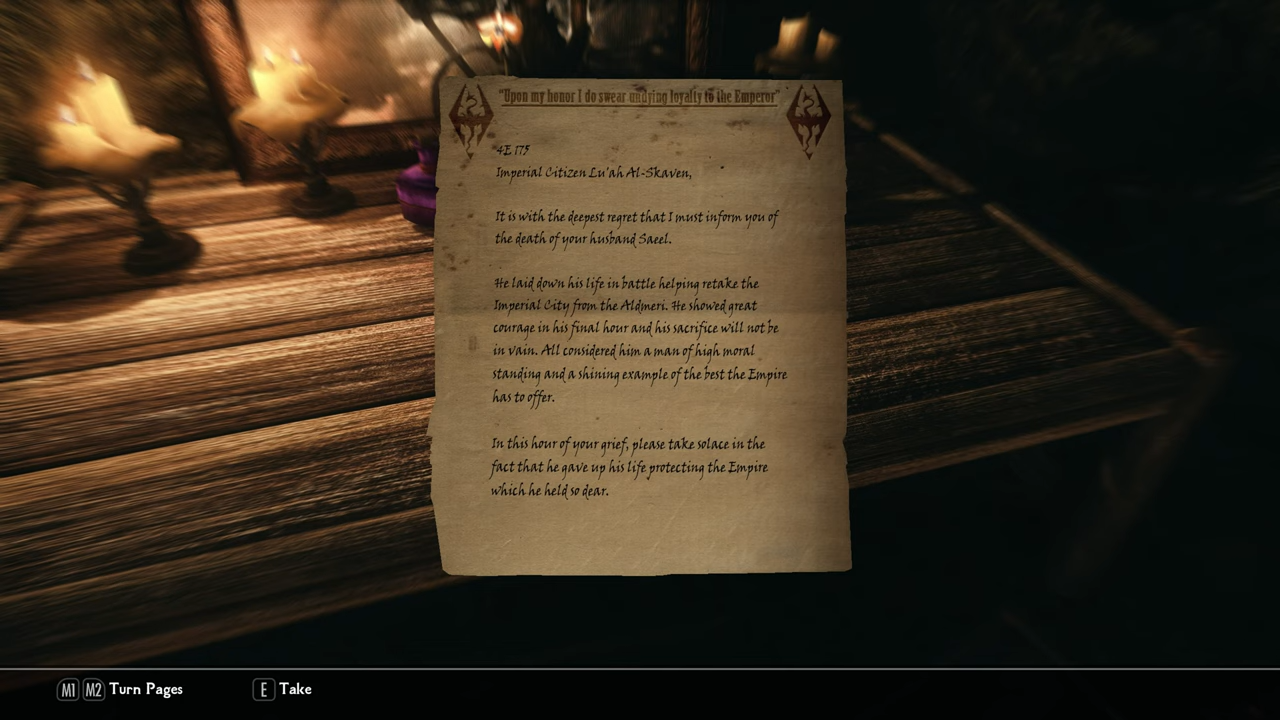 "Upon my honor I do swear undying loyalty to the Emperor"
4E 175
Imperial Citizen Lu'ah Al-Skaven,
It is with the deepest regret that I must inform you of
the death of your husband Saeel.
He laid down his life in battle helping retake the
Imperial City from the Aldmeri. He showed great
courage in his final hour and his sacrifice will not be
in vain. All considered him a man of high moral
standing and a shining example of the best the Empire
has to offer.
In this hour of your grief, please take solace in the
fact that he gave up his life protecting the Empire
which he held so dear.
M1 M2 Turn Pages E Take